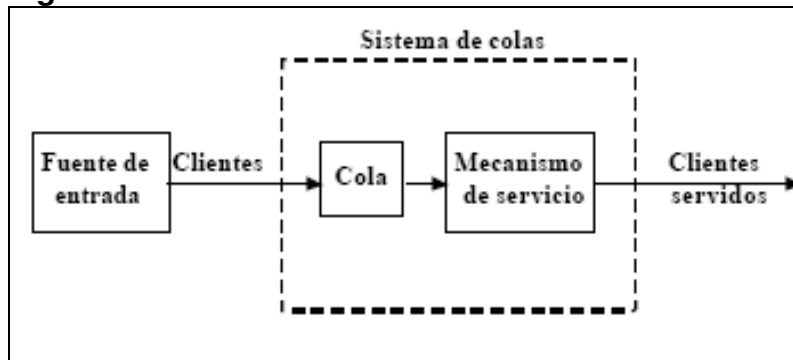 Sistema de colas
Fuente de
entrada
Clientes
Cola
Mecanismo
de servicio
Clientes
servidos